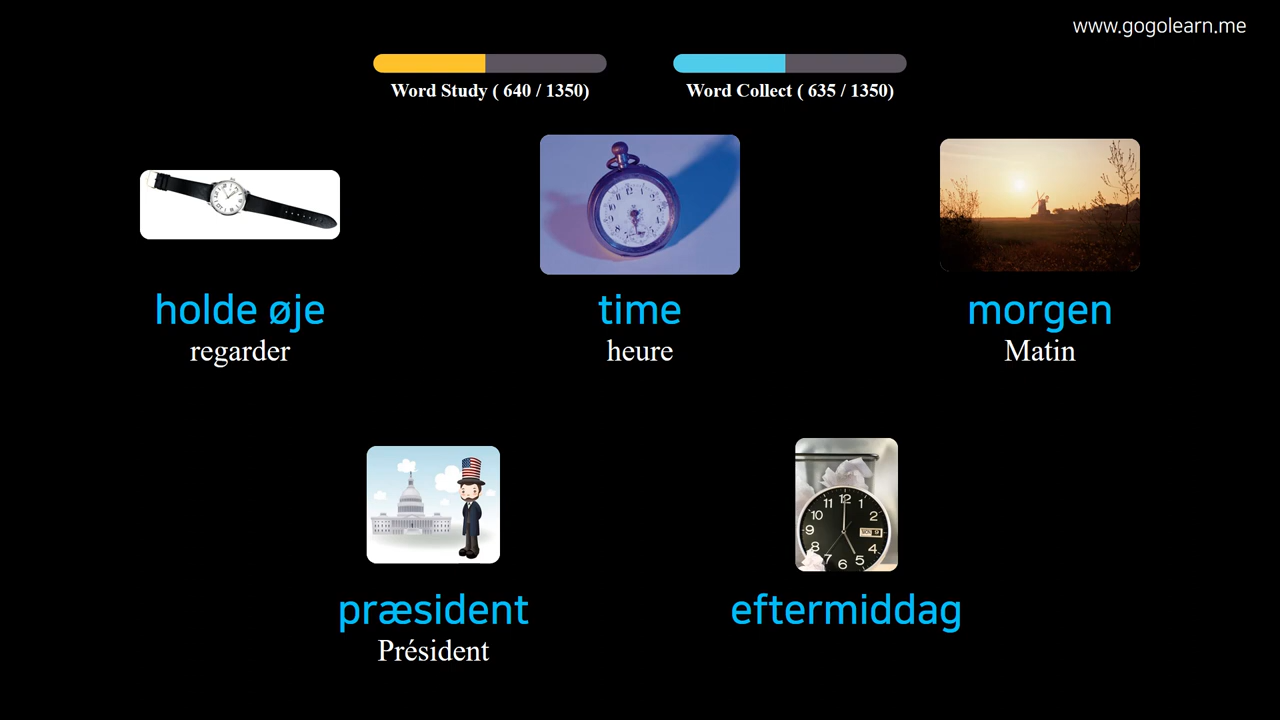 www.gogolearn.me
Word Study ( 640 / 1350)
Word Collect ( 635 / 1350)
holde øje
regarder
time
heure
morgen
Matin
præsident
Président
eftermiddag